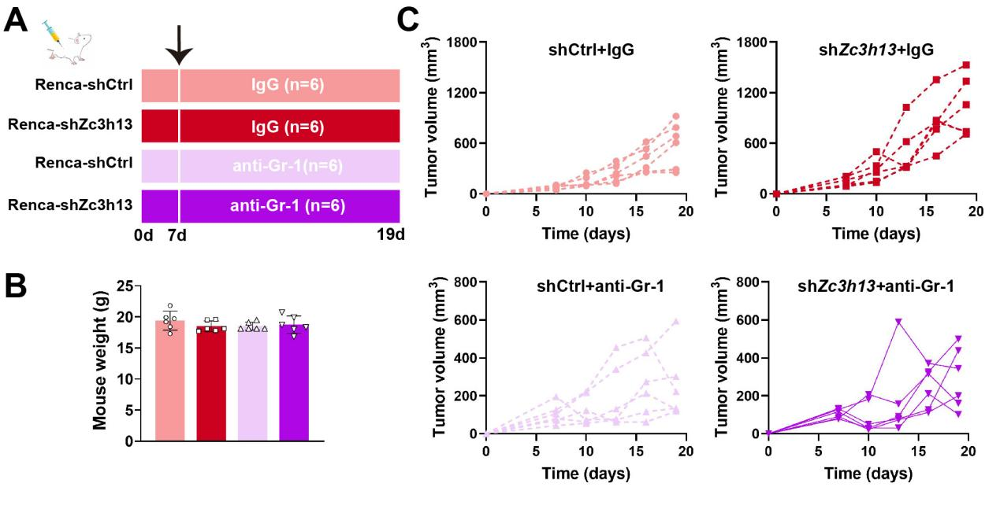 A
Renca-shCtrl IgG (n=6)
Renca-shZc3h13 IgG (n=6)
Renca-shCtrl anti-Gr-1(n=6)
Renca-shZc3h13 anti-Gr-1 (n=6)
0d 7d 19d
B
Mouse weight (g)
25
20
15
10
5
0
C
shCtrl+IgG
Tumor volume (mm³)
1800
1200
600
0
0 5 10 15 20
Time (days)
shZc3h13+IgG
Tumor volume (mm³)
1800
1200
600
0
0 5 10 15 20
Time (days)
shCtrl+anti-Gr-1
Tumor volume (mm³)
800
600
400
200
0
0 5 10 15 20
Time (days)
shZc3h13+anti-Gr-1
Tumor volume (mm³)
800
600
400
200
0
0 5 10 15 20
Time (days)